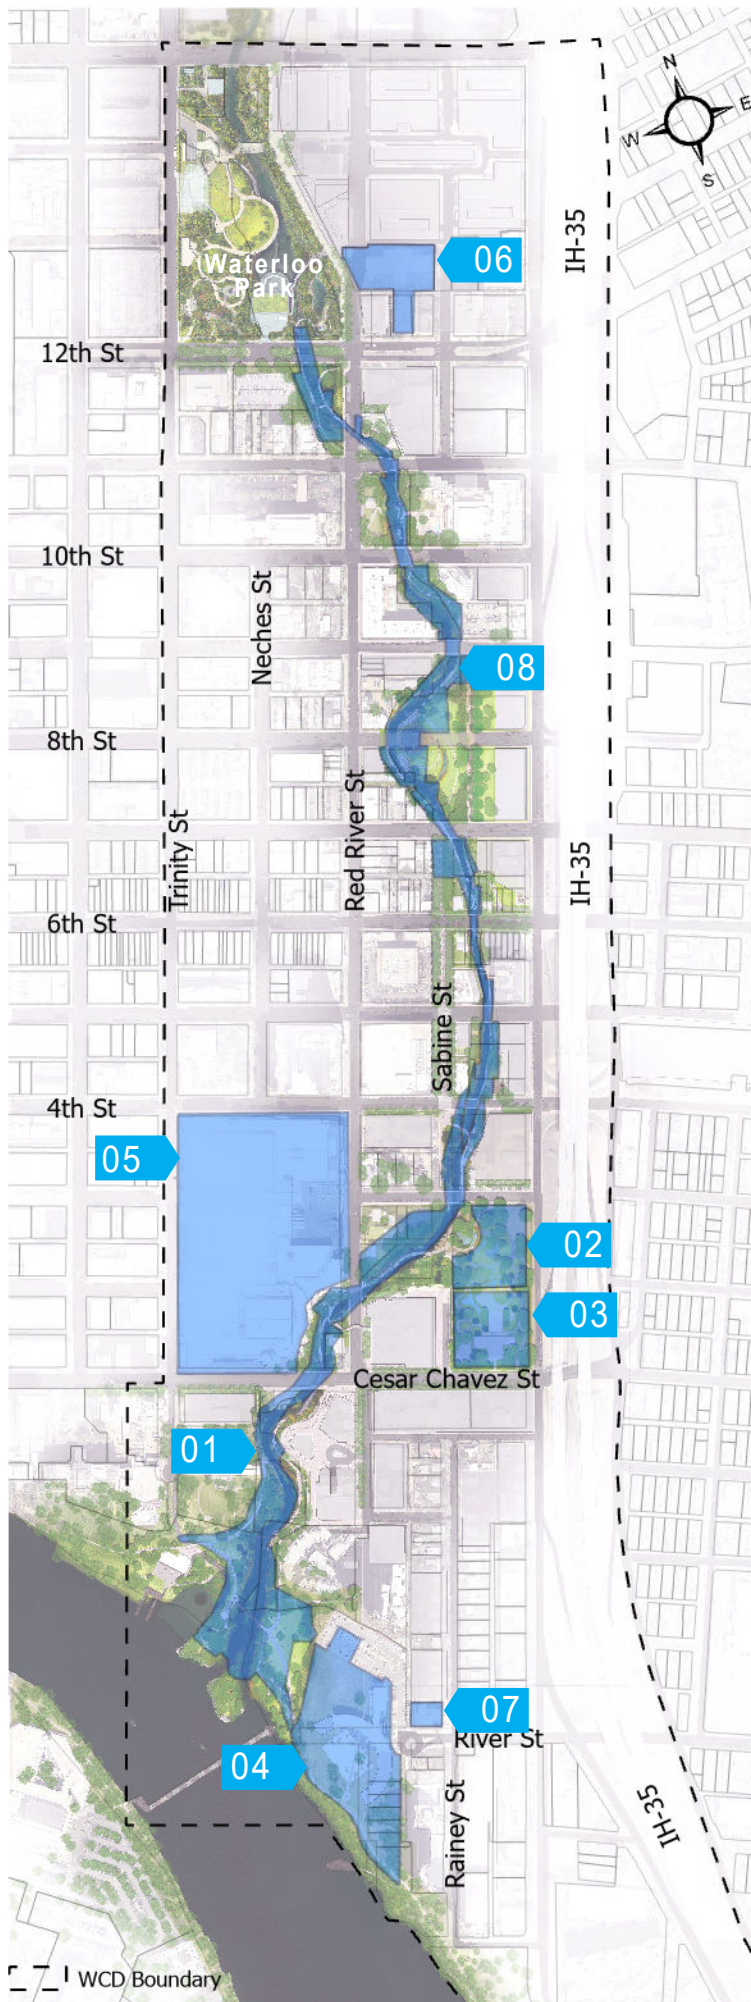 N
E
W
S
IH-35
06
Waterloo
Park
12th St
10th St
Neches St
08
8th St
Red River St
Trinity St
IH-35
6th St
Sabine St
4th St
05
02
03
Cesar Chavez St
01
07
River St
04
Rainey St
IH-35
WCD Boundary